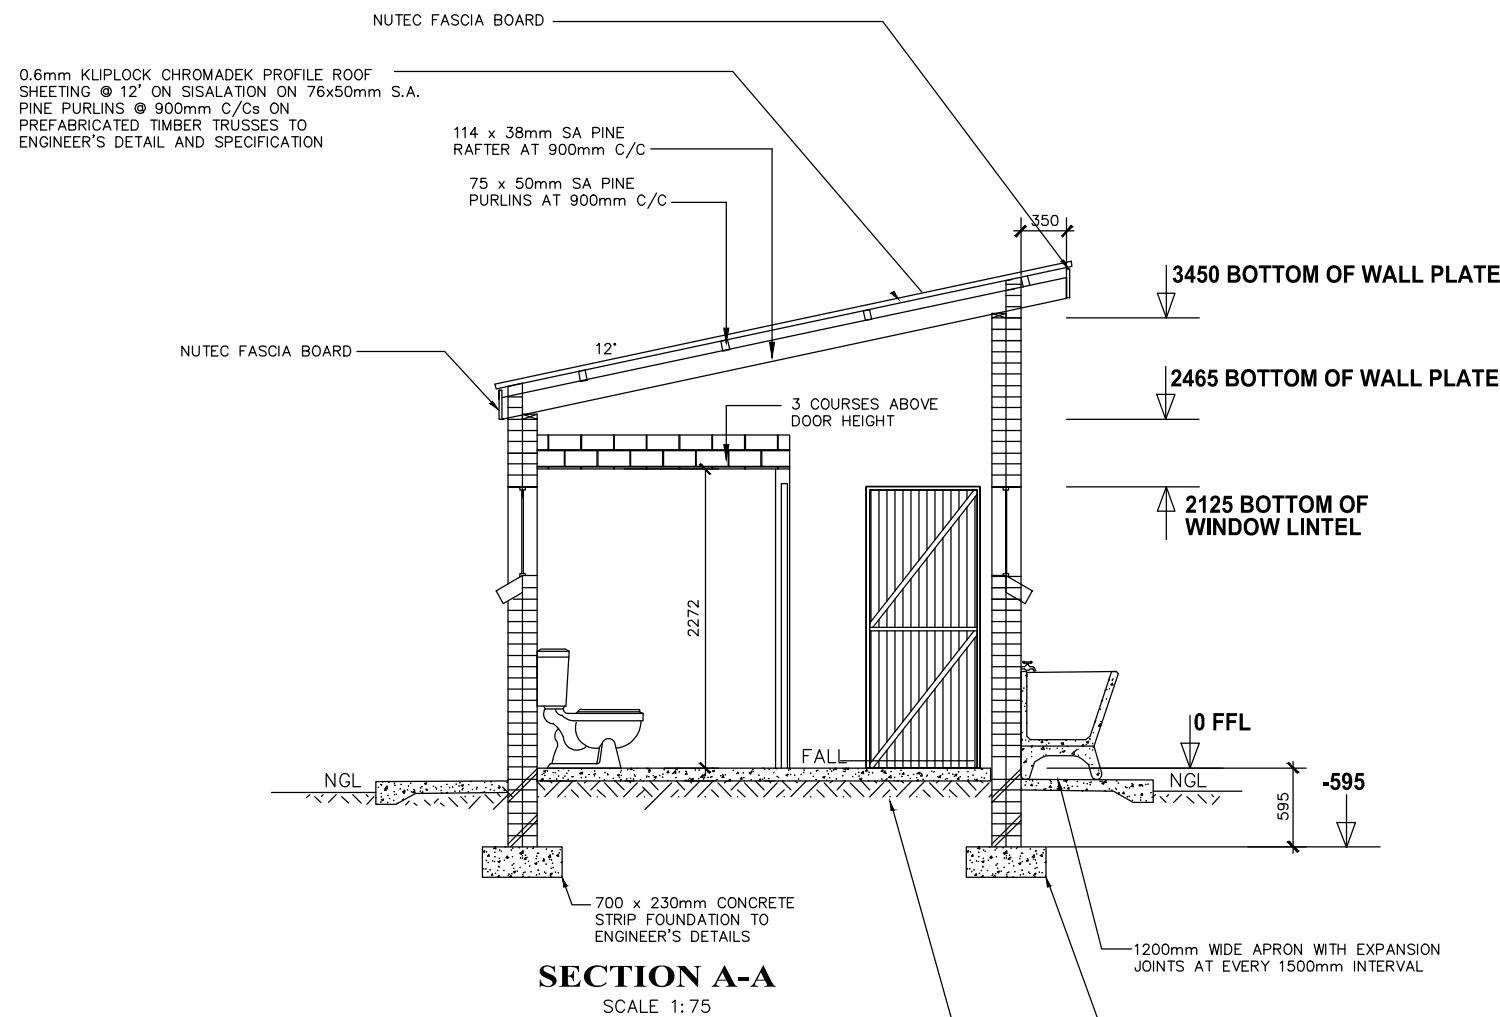 NUTEC FASCIA BOARD
0.6mm KLIPLOCK CHROMADEK PROFILE ROOF
SHEETING @ 12' ON SISALATION ON 76x50mm S.A.
PINE PURLINS @ 900mm C/Cs ON
PREFABRICATED TIMBER TRUSSES TO
ENGINEER'S DETAIL AND SPECIFICATION
114 x 38mm SA PINE
RAFTER AT 900mm C/C
75 x 50mm SA PINE
PURLINS AT 900mm C/C
350
3450 BOTTOM OF WALL PLATE
12°
NUTEC FASCIA BOARD
2465 BOTTOM OF WALL PLATE
3 COURSES ABOVE
DOOR HEIGHT
2125 BOTTOM OF
WINDOW LINTEL
2272
0 FFL
FALL
NGL
NGL
-595
595
700 x 230mm CONCRETE
STRIP FOUNDATION TO
ENGINEER'S DETAILS
1200mm WIDE APRON WITH EXPANSION
JOINTS AT EVERY 1500mm INTERVAL
SECTION A-A
SCALE 1:75